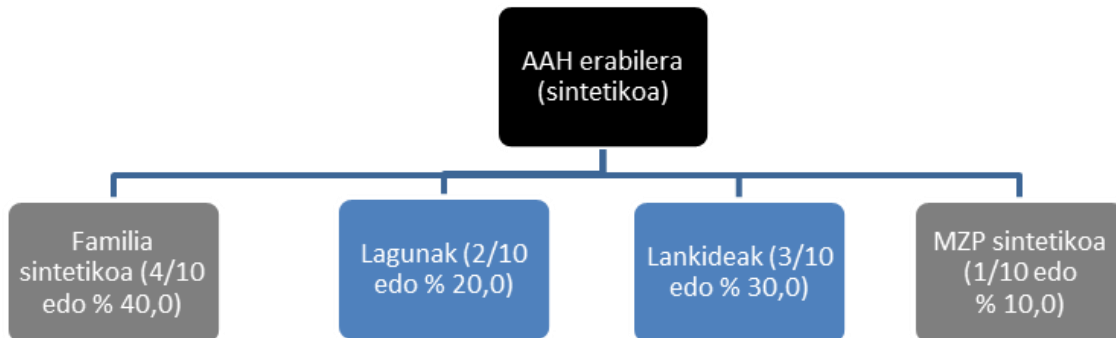 AAH erabilera
(sintetikoa)
Familia
sintetikoa (4/10
edo % 40,0)
Lagunak (2/10
edo % 20,0)
Lankideak (3/10
edo % 30,0)
MZP sintetikoa
(1/10 edo
% 10,0)